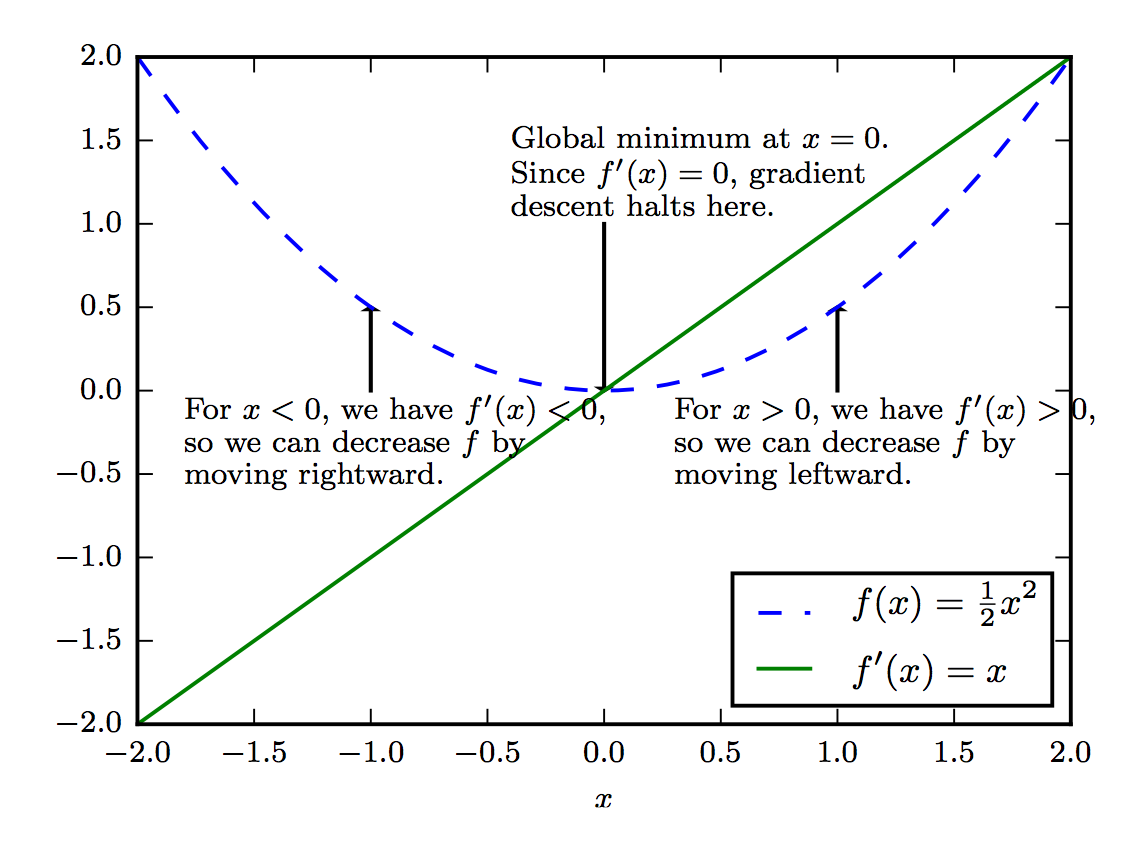 2.0
1.5
1.0
0.5
0.0
−0.5
−1.0
−1.5
−2.0
Global minimum at x = 0.
Since f′(x) = 0, gradient
descent halts here.
For x < 0, we have f′(x) < 0,
so we can decrease f by
moving rightward.
For x > 0, we have f′(x) > 0,
so we can decrease f by
moving leftward.
f(x) = ½x²
f′(x) = x
−2.0 −1.5 −1.0 −0.5 0.0 0.5 1.0 1.5 2.0
x